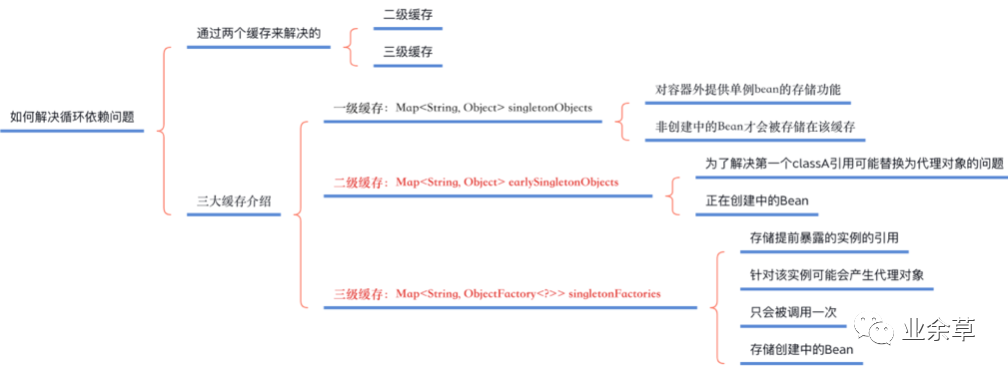 如何解决循环依赖问题
通过两个缓存来解决的
二级缓存
三级缓存
三大缓存介绍
一级缓存：Map<String, Object> singletonObjects
对容器外提供单例bean的存储功能
非创建中的Bean才会被存储在该缓存
二级缓存：Map<String, Object> earlySingletonObjects
为了解决第一个classA引用可能替换为代理对象的问题
正在创建中的Bean
三级缓存：Map<String, ObjectFactory<?>> singletonFactories
存储提前暴露的实例的引用
针对该实例可能会产生代理对象
只会被调用一次
存储创建中的Bean
业余草